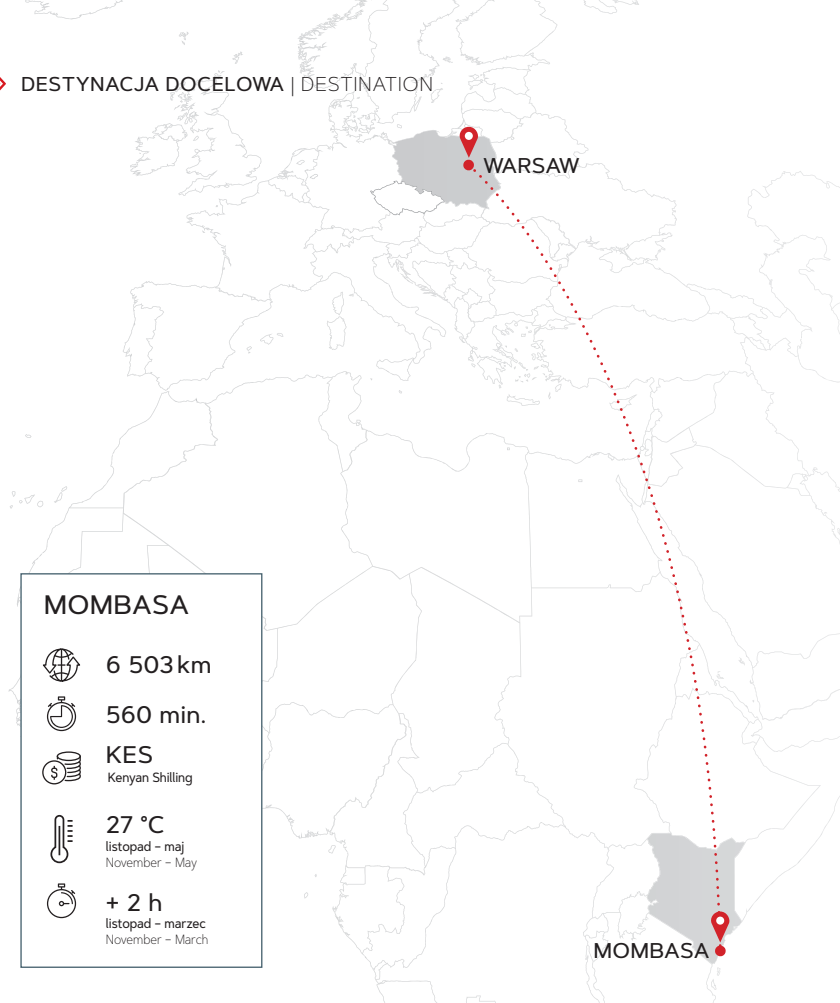 DESTYNACJA DOCELOWA | DESTINATION
WARSAW
MOMBASA
6 503 km
560 min.
KES
Kenyan Shilling
27 °C
listopad – maj
November – May
+ 2 h
listopad – marzec
November – March
MOMBASA